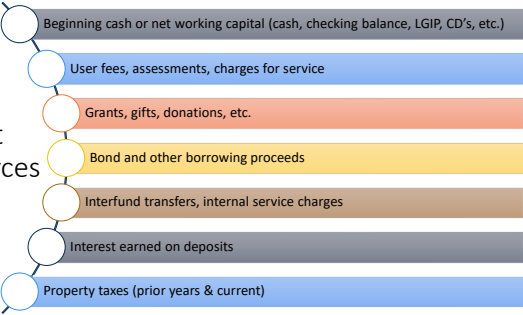 Beginning cash or net working capital (cash, checking balance, LGIP, CD's, etc.)
User fees, assessments, charges for service
Grants, gifts, donations, etc.
Bond and other borrowing proceeds
Interfund transfers, internal service charges
Interest earned on deposits
Property taxes (prior years & current)